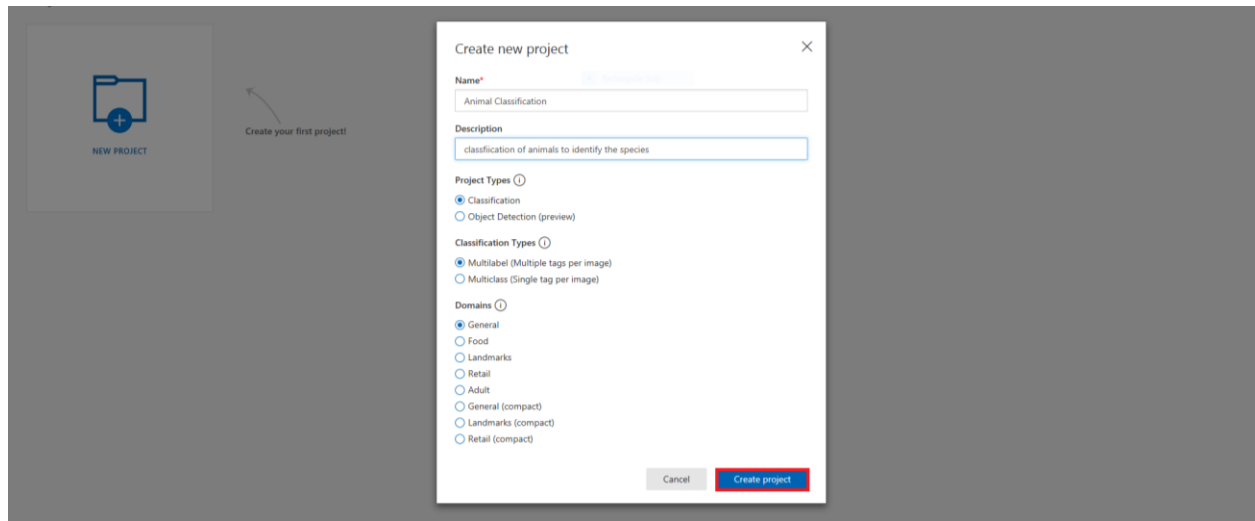 Create new project
Name*
Animal Classification
Description
classfiication of animals to identify the species
Project Types
Classification
Object Detection (preview)
Classification Types
Multilabel (Multiple tags per image)
Multiclass (Single tag per image)
Domains
General
Food
Landmarks
Retail
Adult
General (compact)
Landmarks (compact)
Retail (compact)
Cancel
Create project
NEW PROJECT
Create your first project!